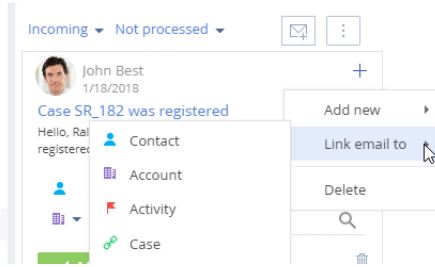 Incoming Not processed
John Best
1/18/2018
Case SR_182 was registered
Hello,
registered
Add new
Link email to
Delete
Contact
Account
Activity
Case